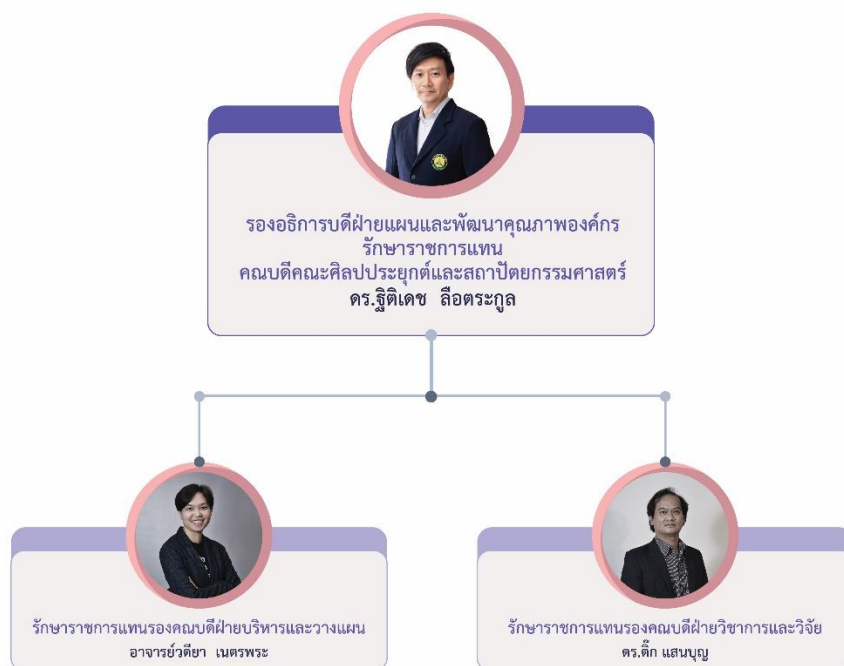 รองอธิการบดีฝ่ายแผนและพัฒนาคุณภาพองค์กร
รักษาราชการแทน
คณบดีคณะศิลปประยุกต์และสถาปัตยกรรมศาสตร์
ดร.ฐิติเดช ลือตระกูล
รักษาราชการแทนรองคณบดีฝ่ายบริหารและวางแผน
อาจารย์วตียา เนตรพระ
รักษาราชการแทนรองคณบดีฝ่ายวิชาการและวิจัย
ดร.ติ๊ก แสนบุญ